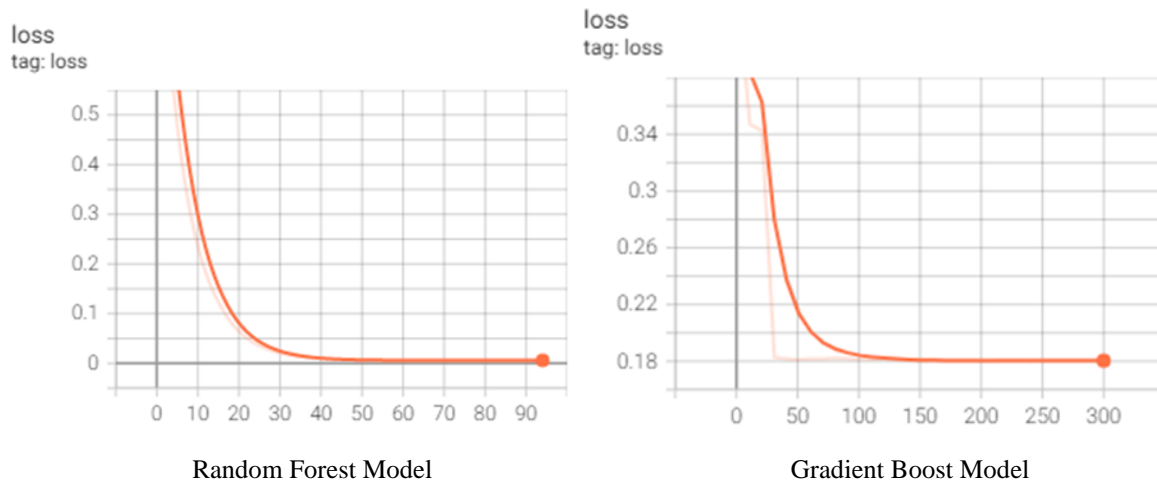 loss
tag: loss
0.5
0.4
0.3
0.2
0.1
0
0 10 20 30 40 50 60 70 80 90
Random Forest Model
loss
tag: loss
0.34
0.3
0.26
0.22
0.18
0 50 100 150 200 250 300
Gradient Boost Model